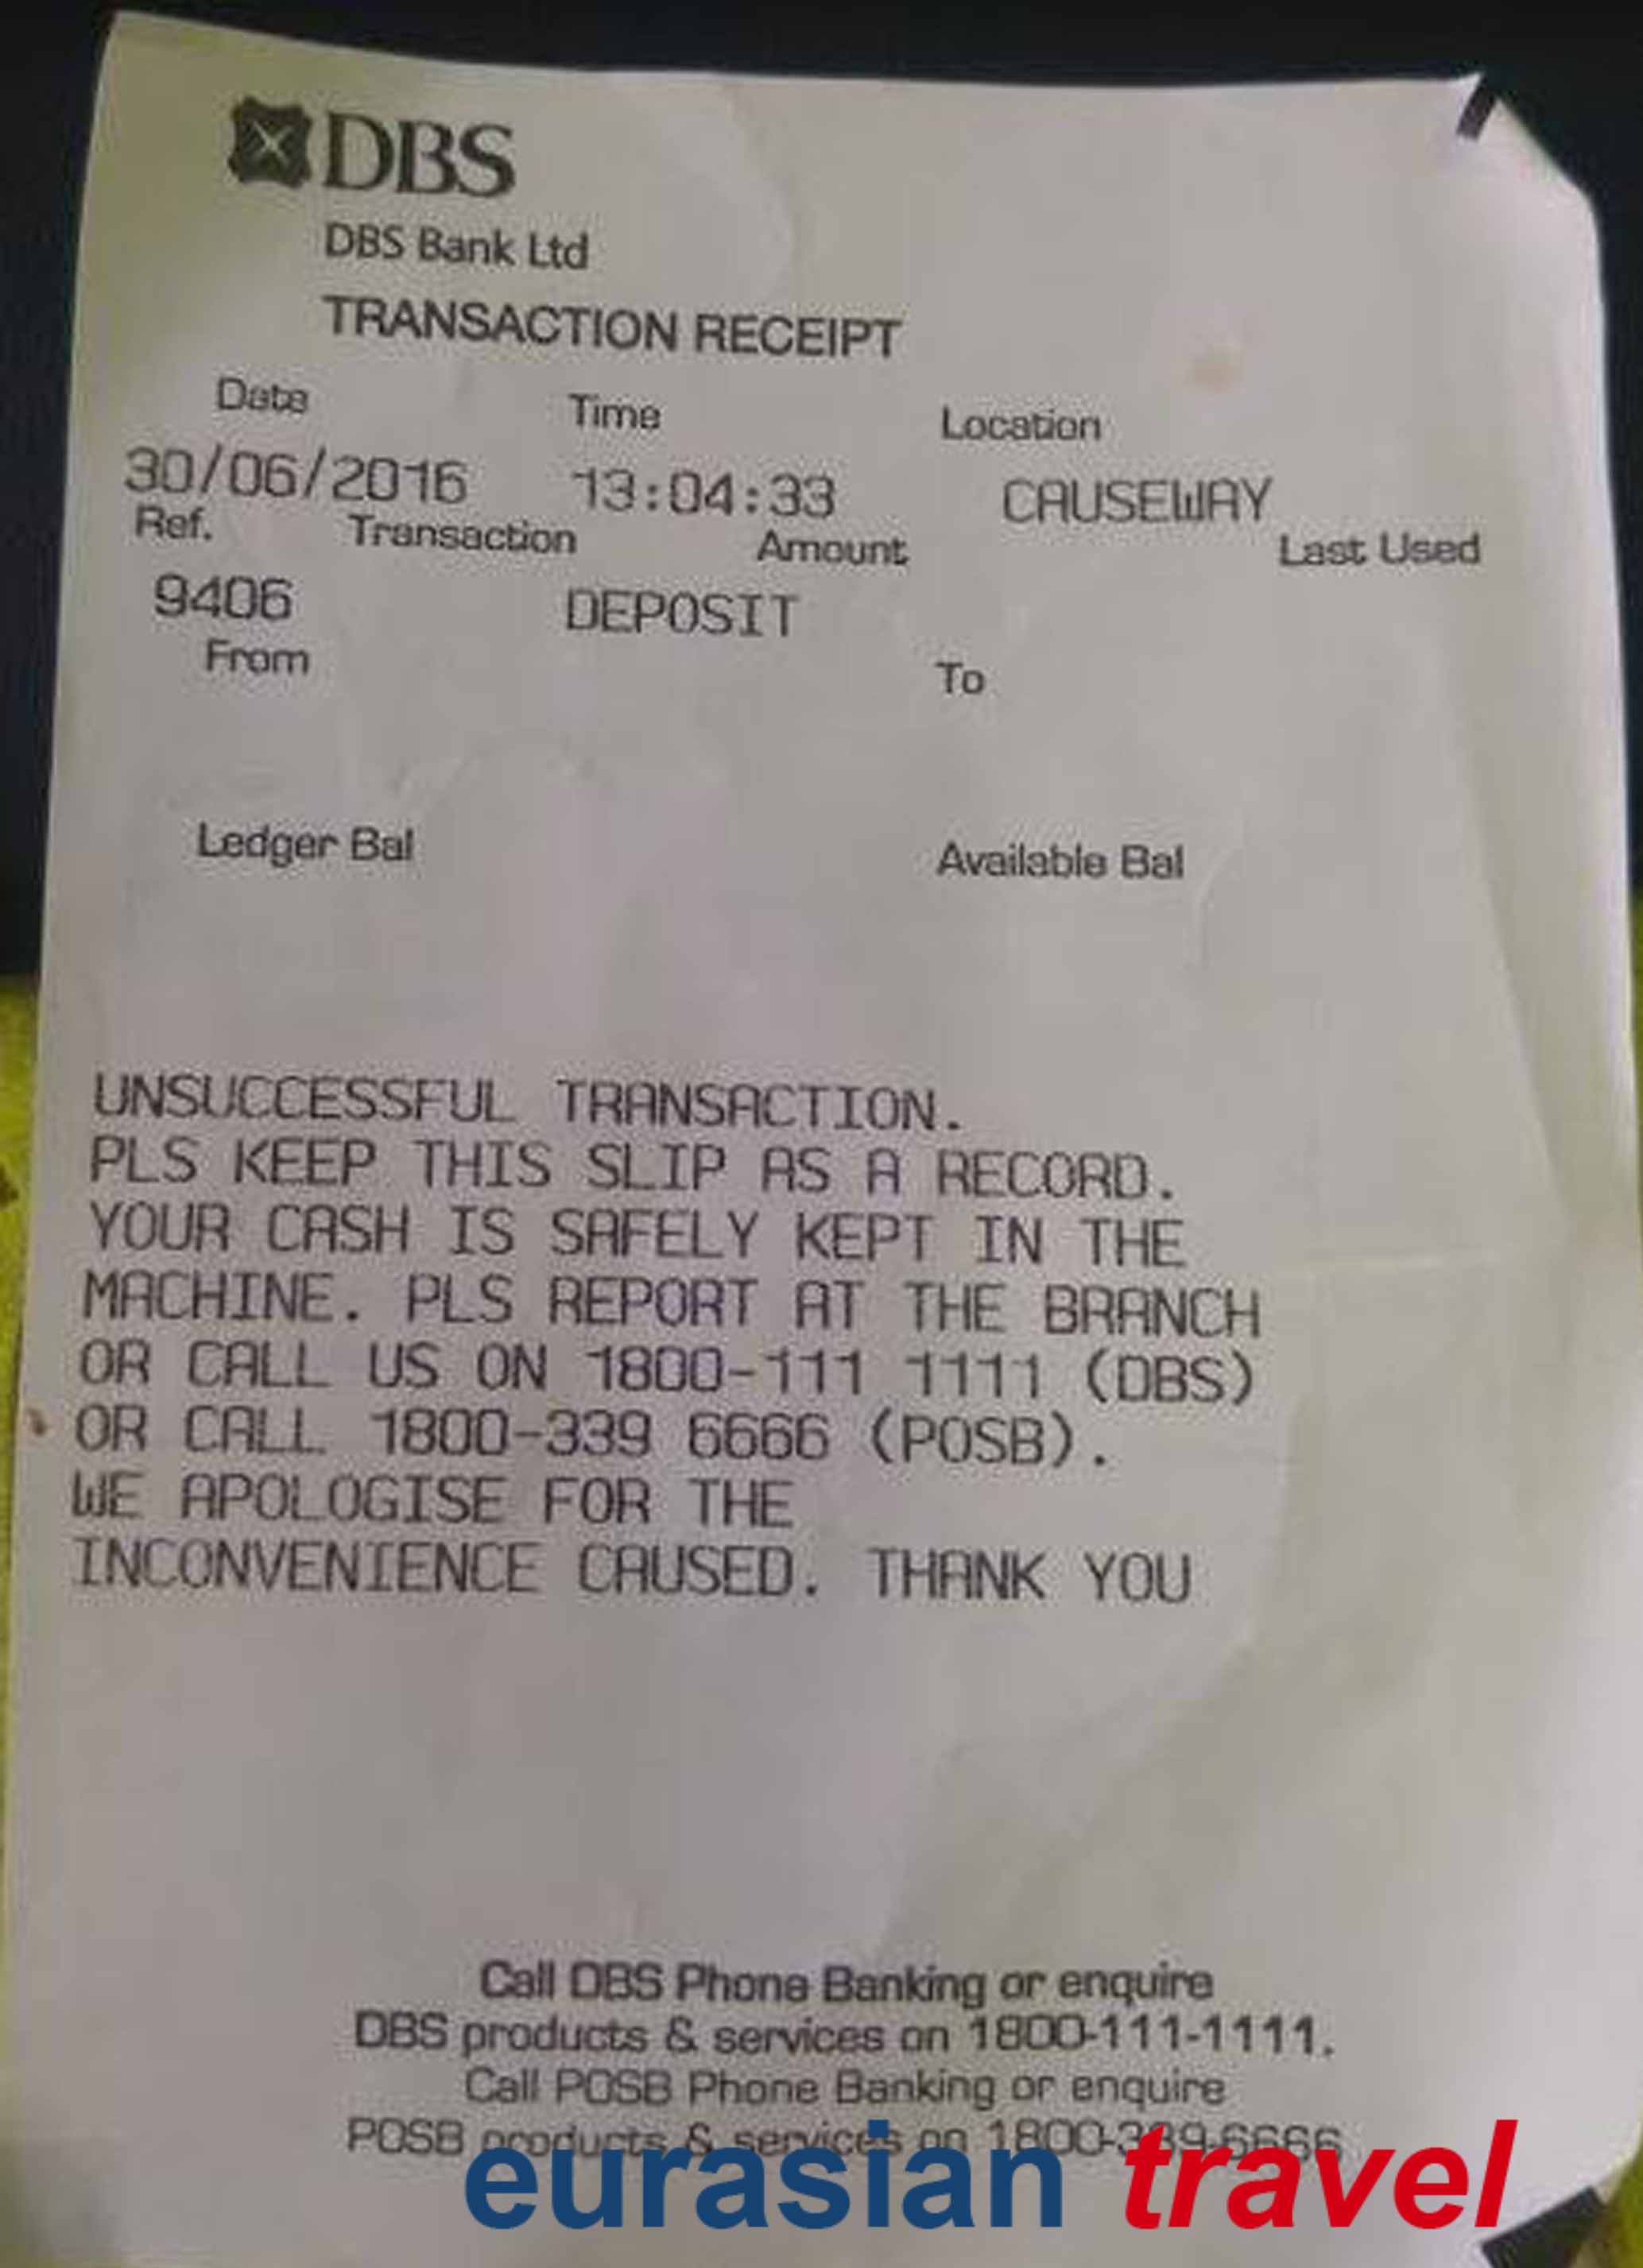 DBS
DBS Bank Ltd
TRANSACTION RECEIPT
Date Time Location
30/06/2016 13:04:33 CAUSEWAY
Ref. Transaction Amount Last Used
9406 DEPOSIT
From To
Ledger Bal Available Bal
UNSUCCESSFUL TRANSACTION.
PLS KEEP THIS SLIP AS A RECORD.
YOUR CASH IS SAFELY KEPT IN THE
MACHINE. PLS REPORT AT THE BRANCH
OR CALL US ON 1800-111 1111 (DBS)
OR CALL 1800-339 6666 (POSB).
WE APOLOGISE FOR THE
INCONVENIENCE CAUSED. THANK YOU
Call DBS Phone Banking or enquire
DBS products & services on 1800-111-1111.
Call POSB Phone Banking or enquire
POSB products & services on 1800-339-6666
eurasian travel